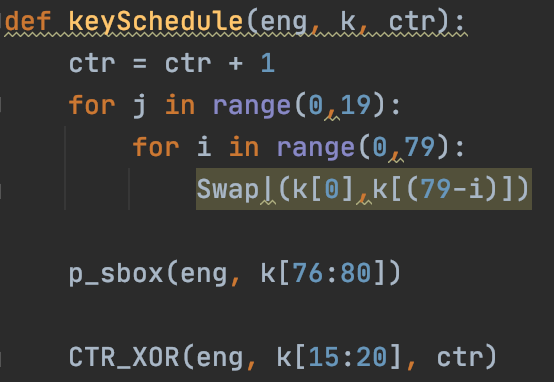 def keySchedule(eng, k, ctr):
ctr = ctr + 1
for j in range(0,19):
for i in range(0,79):
Swap|(k[0],k[(79-i)])
p_sbox(eng, k[76:80])
CTR_XOR(eng, k[15:20], ctr)